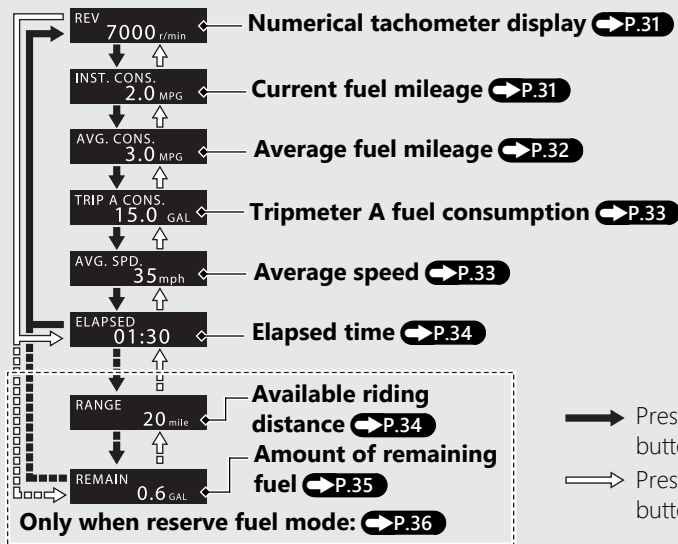 REV
7000 r/min
Numerical tachometer display P.31
INST. CONS.
2.0 MPG
Current fuel mileage P.31
AVG. CONS.
3.0 MPG
Average fuel mileage P.32
TRIP A CONS.
15.0 GAL
Tripmeter A fuel consumption P.33
AVG. SPD.
35 mph
Average speed P.33
ELAPSED
01:30
Elapsed time P.34
RANGE
20 mile
Available riding
distance P.34
REMAIN
0.6 GAL
Amount of remaining
fuel P.35
Only when reserve fuel mode: P.36
Pres
butt
Pres
butt